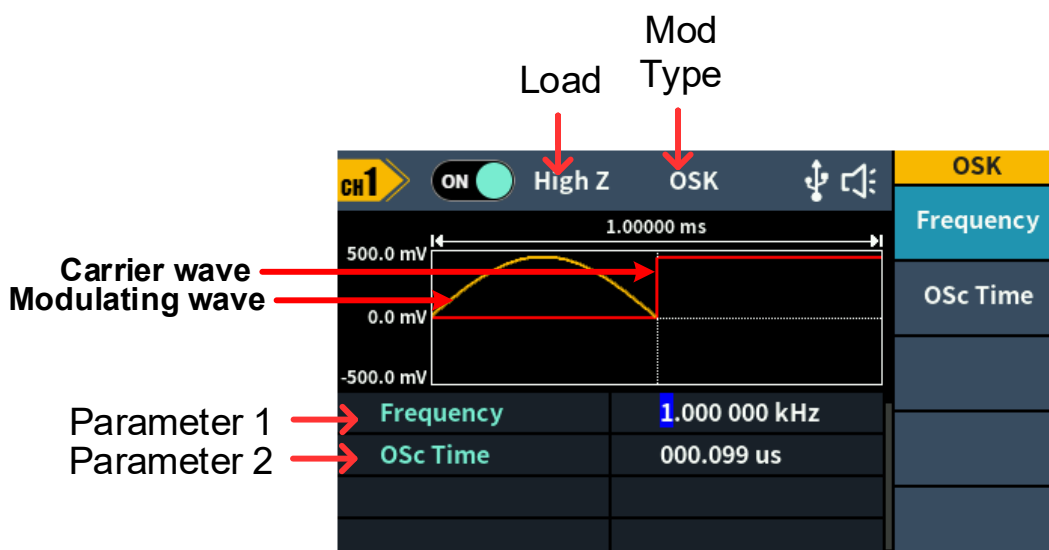 Mod
Type
Load
CH1
ON
High Z
OSK
OSK
1.00000 ms
Frequency
500.0 mV
Carrier wave
Modulating wave
OSc Time
0.0 mV
-500.0 mV
Parameter 1
Frequency
1.000 000 kHz
Parameter 2
OSc Time
000.099 us